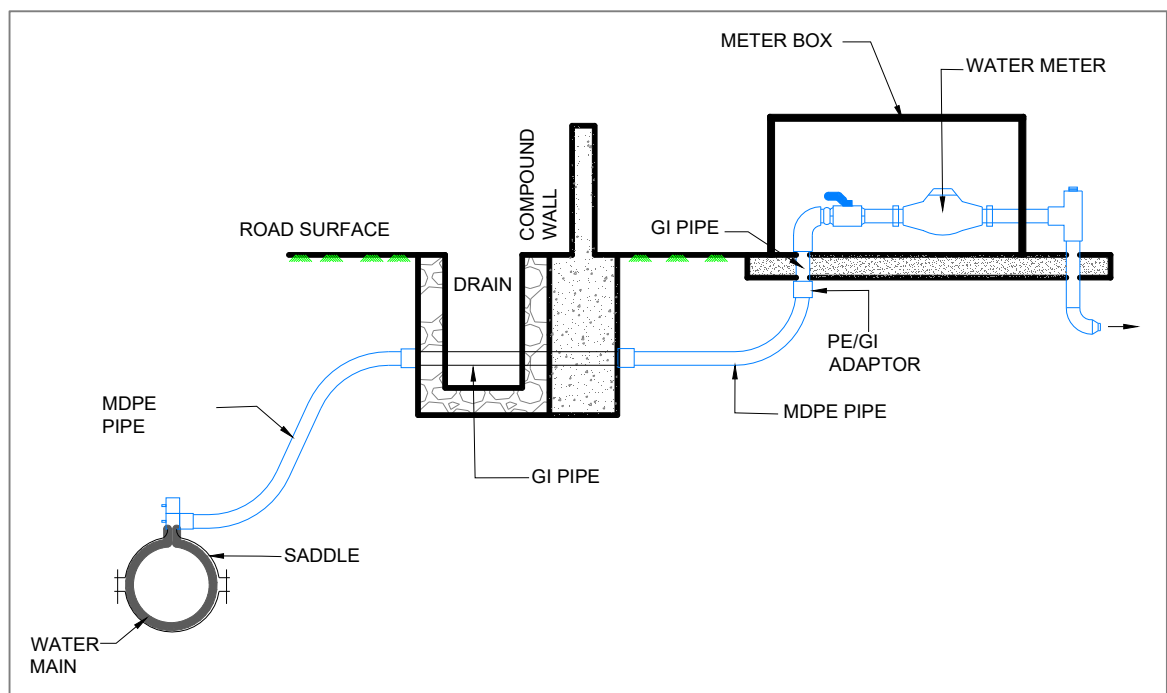 METER BOX
WATER METER
COMPOUND
WALL
ROAD SURFACE
GI PIPE
DRAIN
PE/GI
ADAPTOR
MDPE
PIPE
MDPE PIPE
GI PIPE
SADDLE
WATER
MAIN